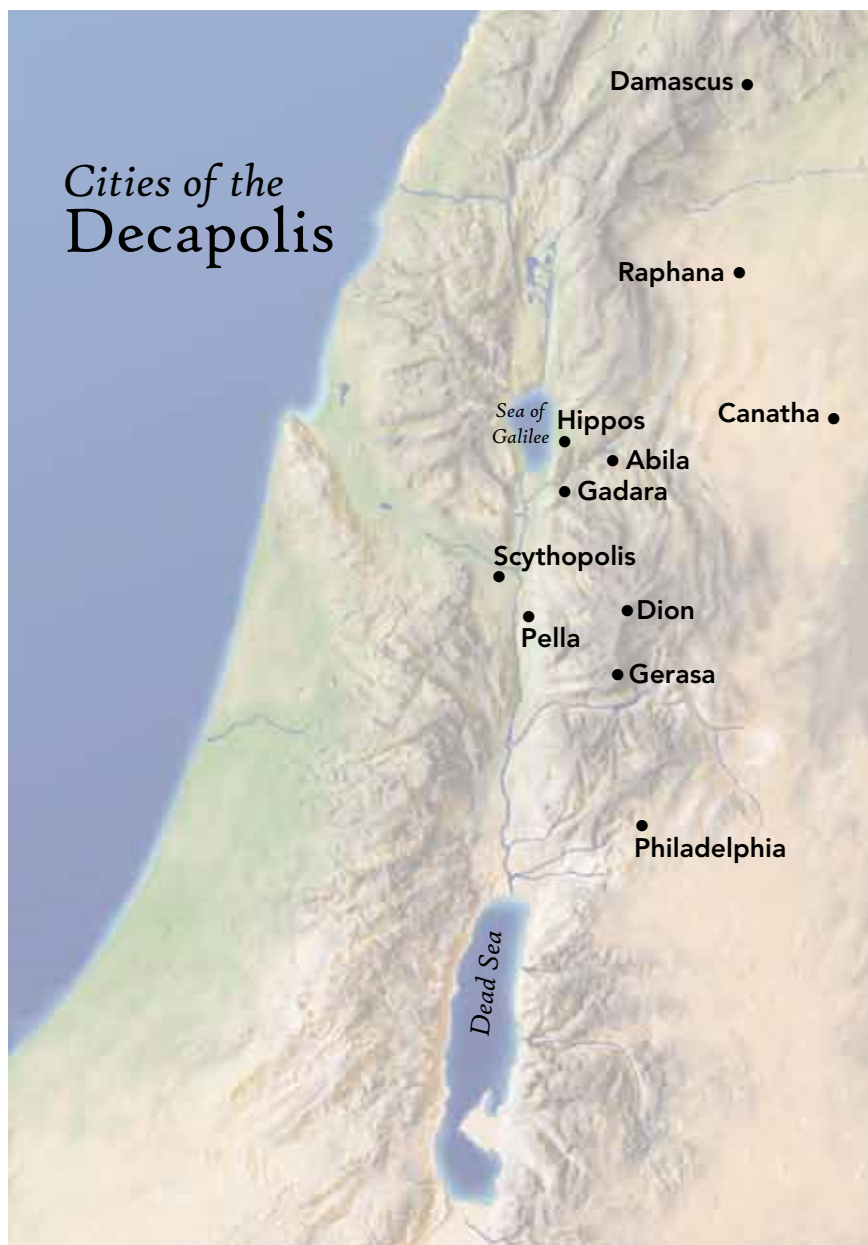 Cities of the
Decapolis
Damascus
Raphana
Canatha
Sea of
Galilee
Hippos
Abila
Gadara
Scythopolis
Dion
Pella
Gerasa
Philadelphia
Dead Sea